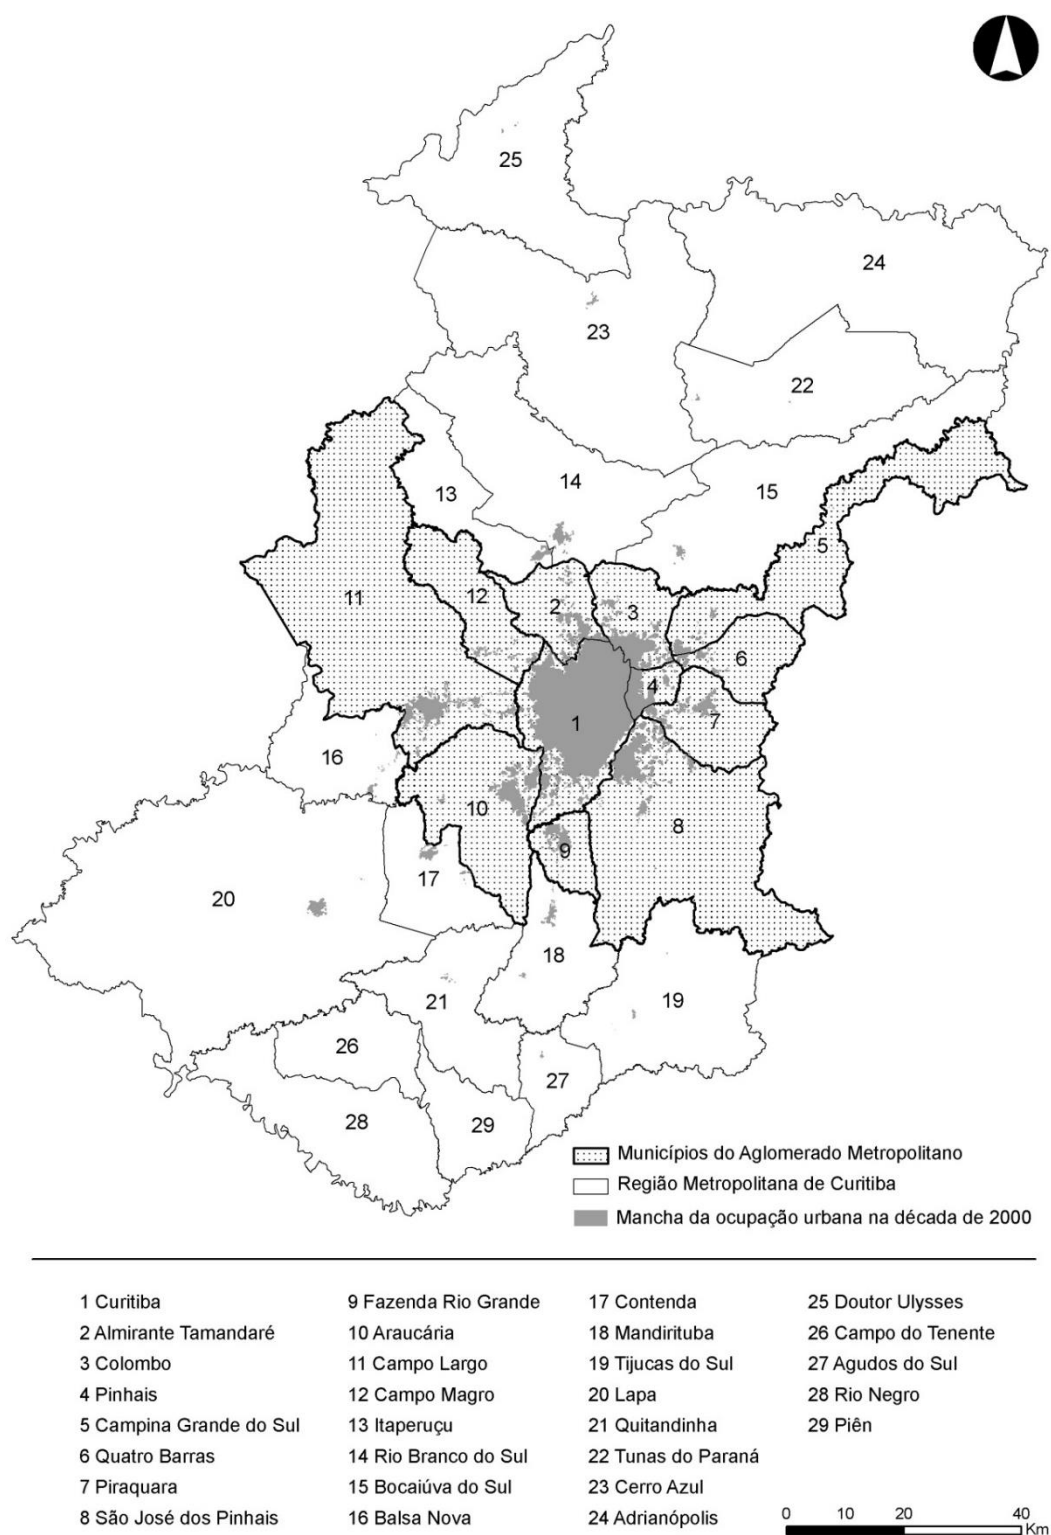 25
24
23
22
13
14
15
5
11
12
2
3
6
4
7
1
16
10
8
9
17
20
18
21
19
26
27
28
29
Municípios do Aglomerado Metropolitano
Região Metropolitana de Curitiba
Mancha da ocupação urbana na década de 2000
1 Curitiba
2 Almirante Tamandaré
3 Colombo
4 Pinhais
5 Campina Grande do Sul
6 Quatro Barras
7 Piraquara
8 São José dos Pinhais
9 Fazenda Rio Grande
10 Araucária
11 Campo Largo
12 Campo Magro
13 Itaperuçu
14 Rio Branco do Sul
15 Bocaiúva do Sul
16 Balsa Nova
17 Contenda
18 Mandirituba
19 Tijucas do Sul
20 Lapa
21 Quitandinha
22 Tunas do Paraná
23 Cerro Azul
24 Adrianópolis
25 Doutor Ulysses
26 Campo do Tenente
27 Agudos do Sul
28 Rio Negro
29 Piên
0 10 20 40
Km